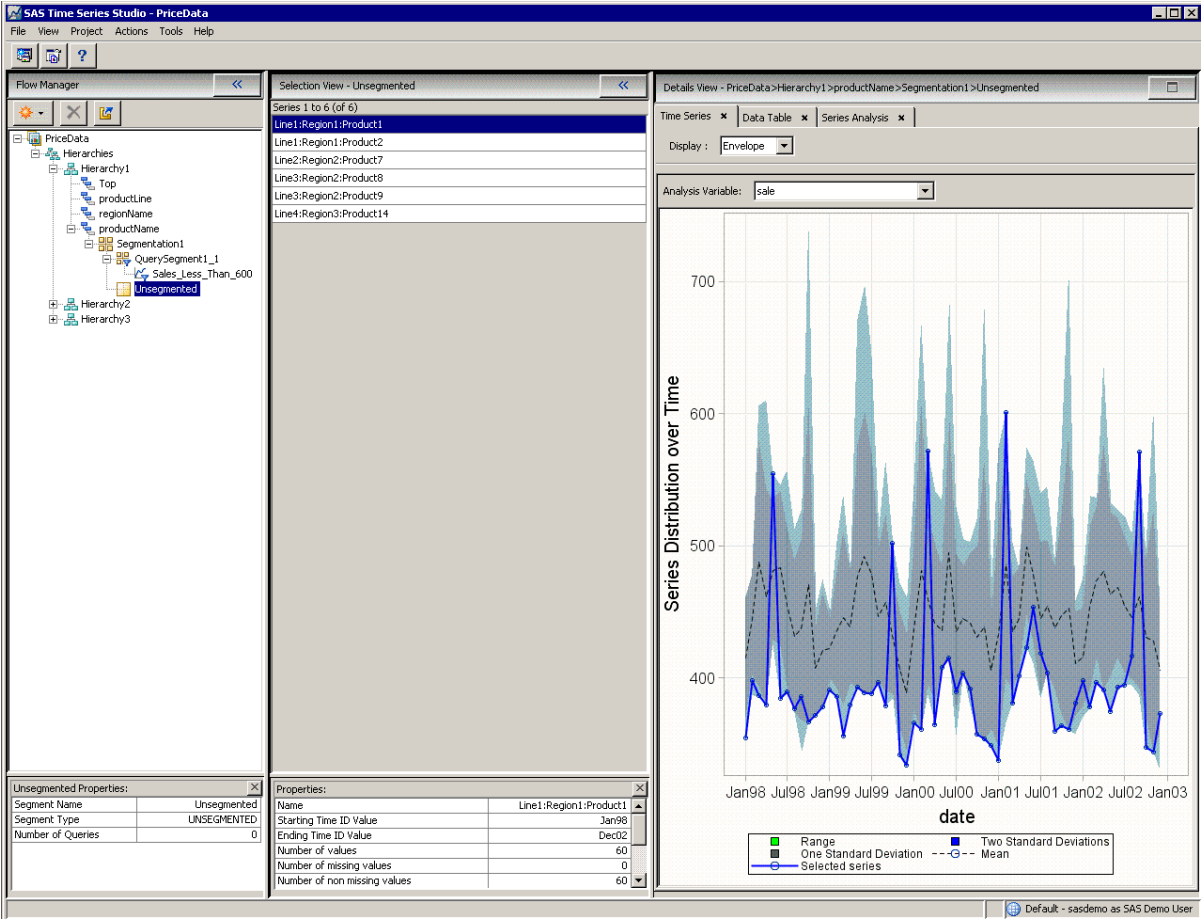 SAS Time Series Studio - PriceData
File View Project Actions Tools Help
Flow Manager
PriceData
Hierarchies
Hierarchy1
Top
productLine
regionName
productName
Segmentation1
QuerySegment1_1
Sales_Less_Than_600
Unsegmented
Hierarchy2
Hierarchy3
Unsegmented Properties:
Segment Name Unsegmented
Segment Type UNSEGMENTED
Number of Queries 0
Selection View - Unsegmented
Series 1 to 6 (of 6)
Line1:Region1:Product1
Line1:Region1:Product2
Line2:Region2:Product7
Line3:Region2:Product8
Line3:Region2:Product9
Line4:Region3:Product14
Properties:
Name Line1:Region1:Product1
Starting Time ID Value Jan98
Ending Time ID Value Dec02
Number of values 60
Number of missing values 0
Number of non missing values 60
Details View - PriceData>Hierarchy1>productName>Segmentation1>Unsegmented
Time Series Data Table Series Analysis
Display : Envelope
Analysis Variable: sale
Series Distribution over Time
700
600
500
400
Jan98 Jul98 Jan99 Jul99 Jan00 Jul00 Jan01 Jul01 Jan02 Jul02 Jan03
date
Range Two Standard Deviations
One Standard Deviation Mean
Selected series
Default - sasdemo as SAS Demo User